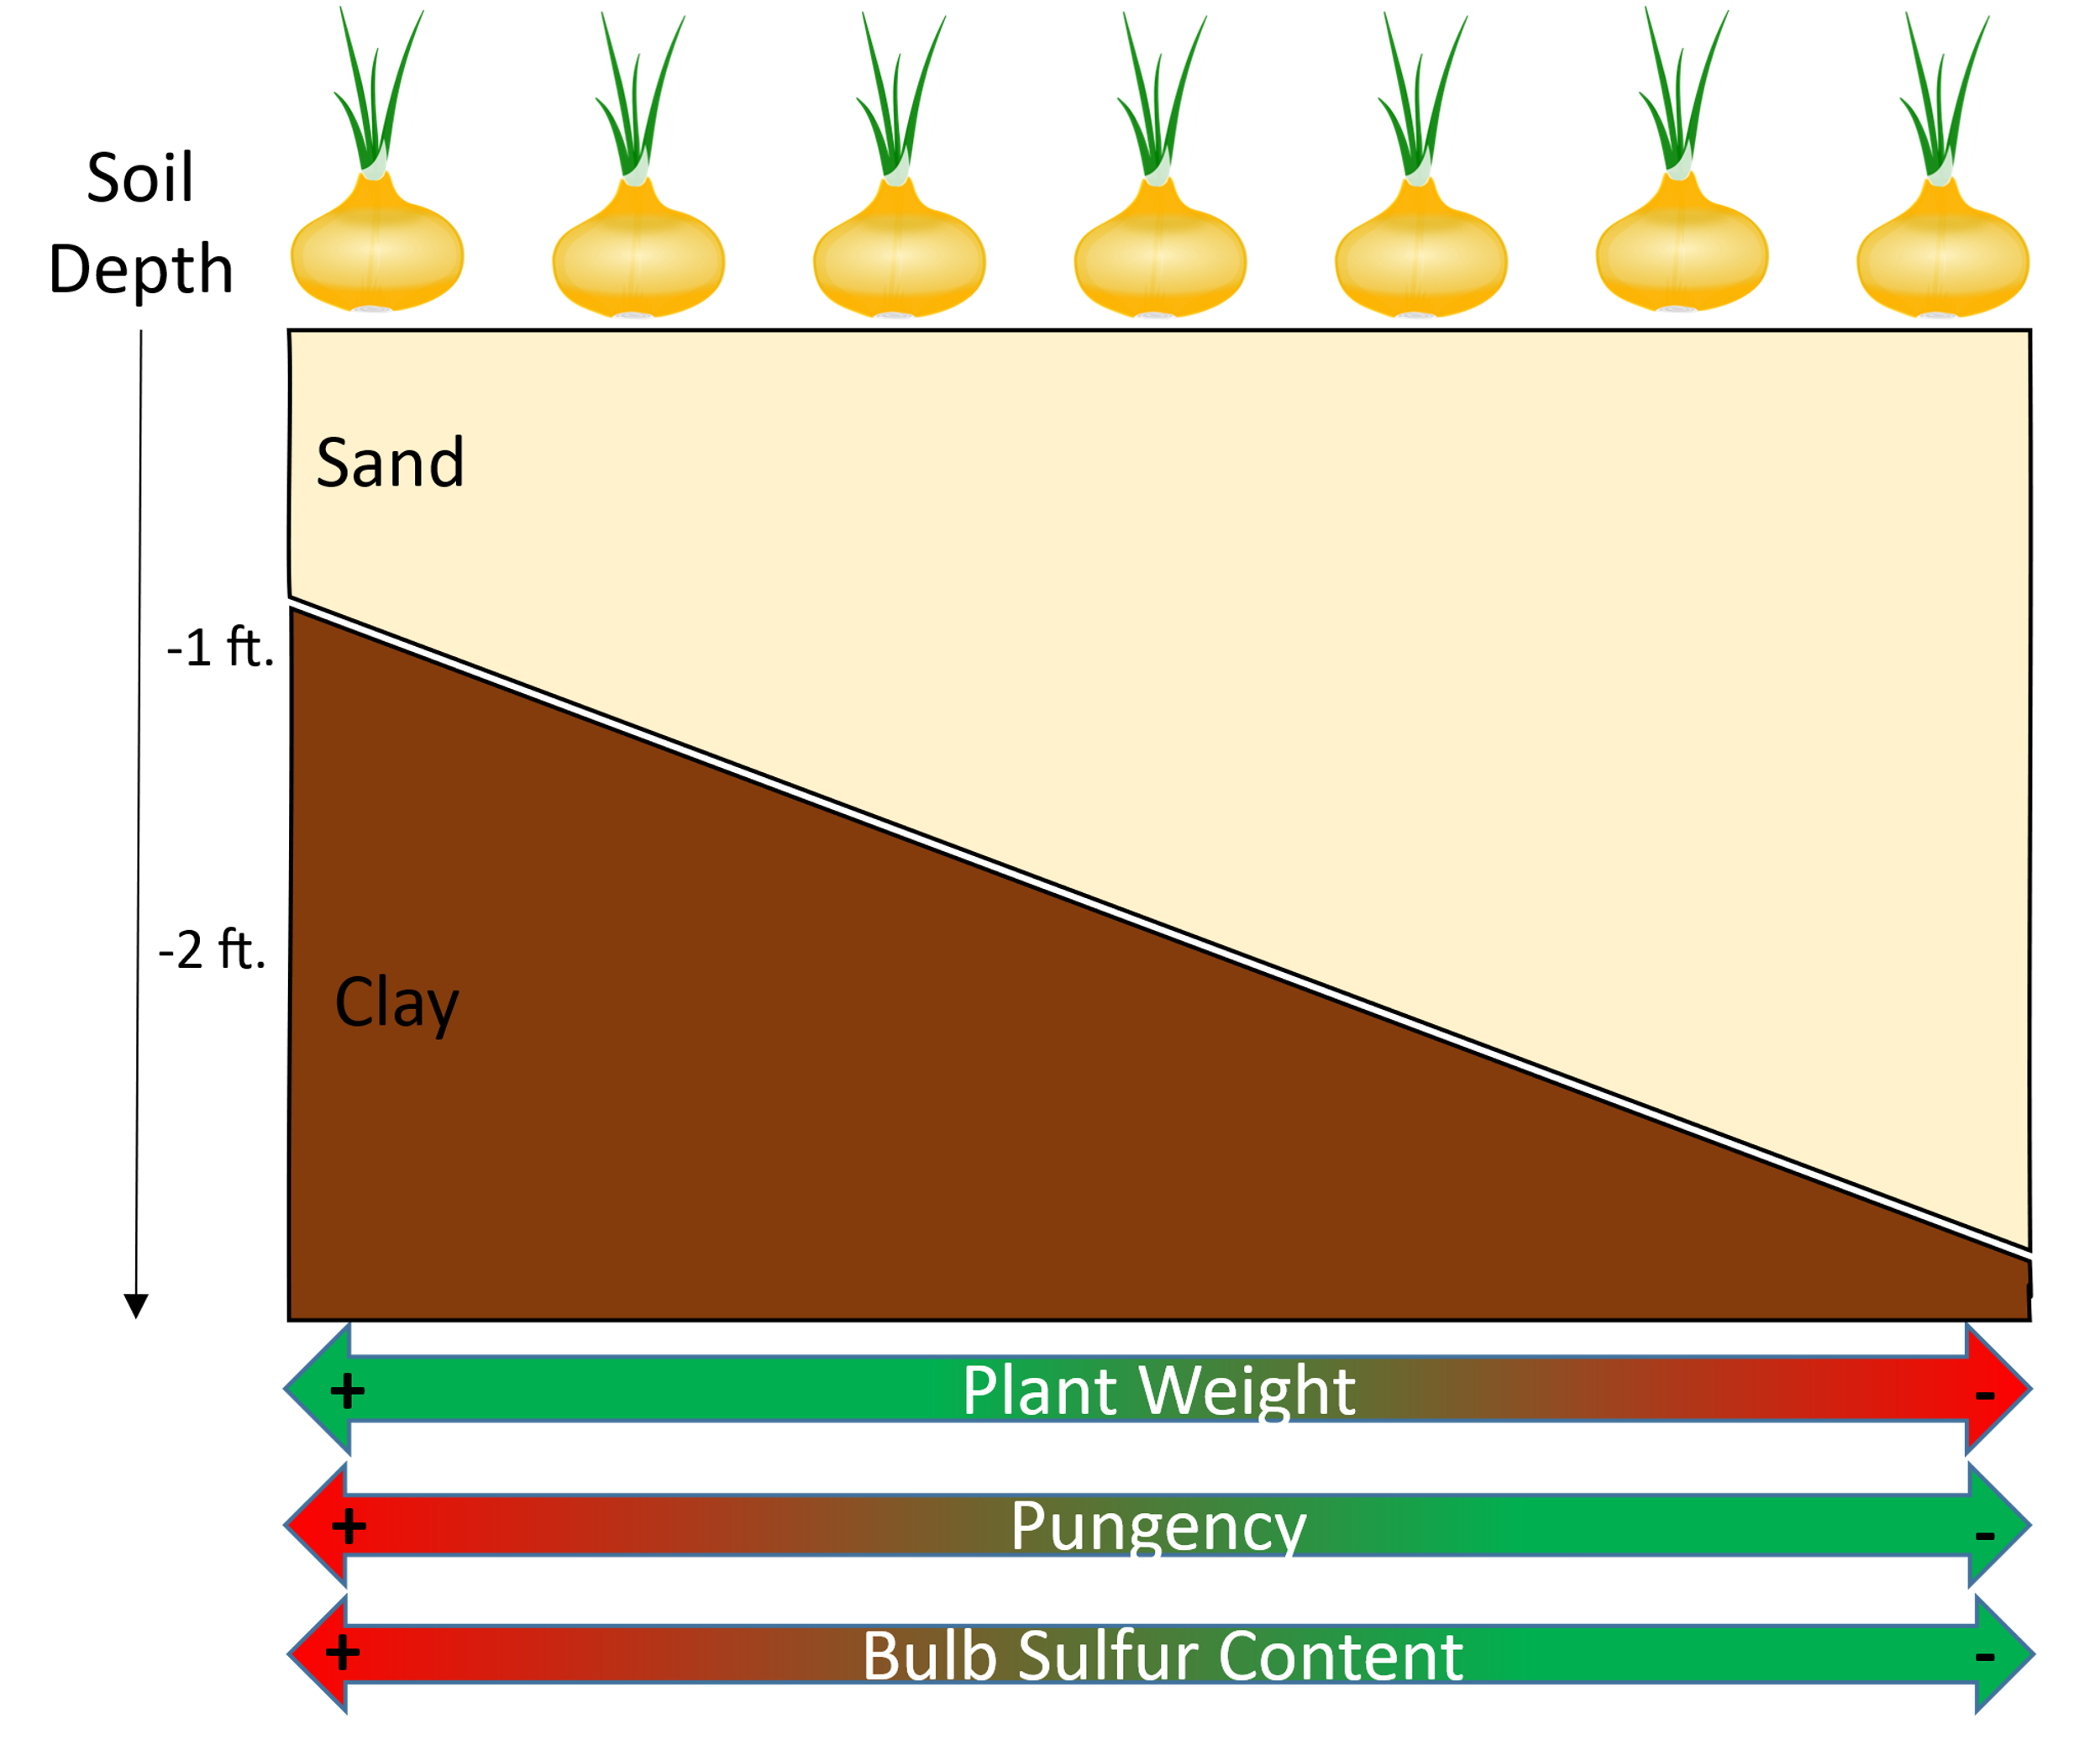 Soil
Depth
Sand
-1 ft.
-2 ft.
Clay
+ Plant Weight -
+ Pungency -
+ Bulb Sulfur Content -